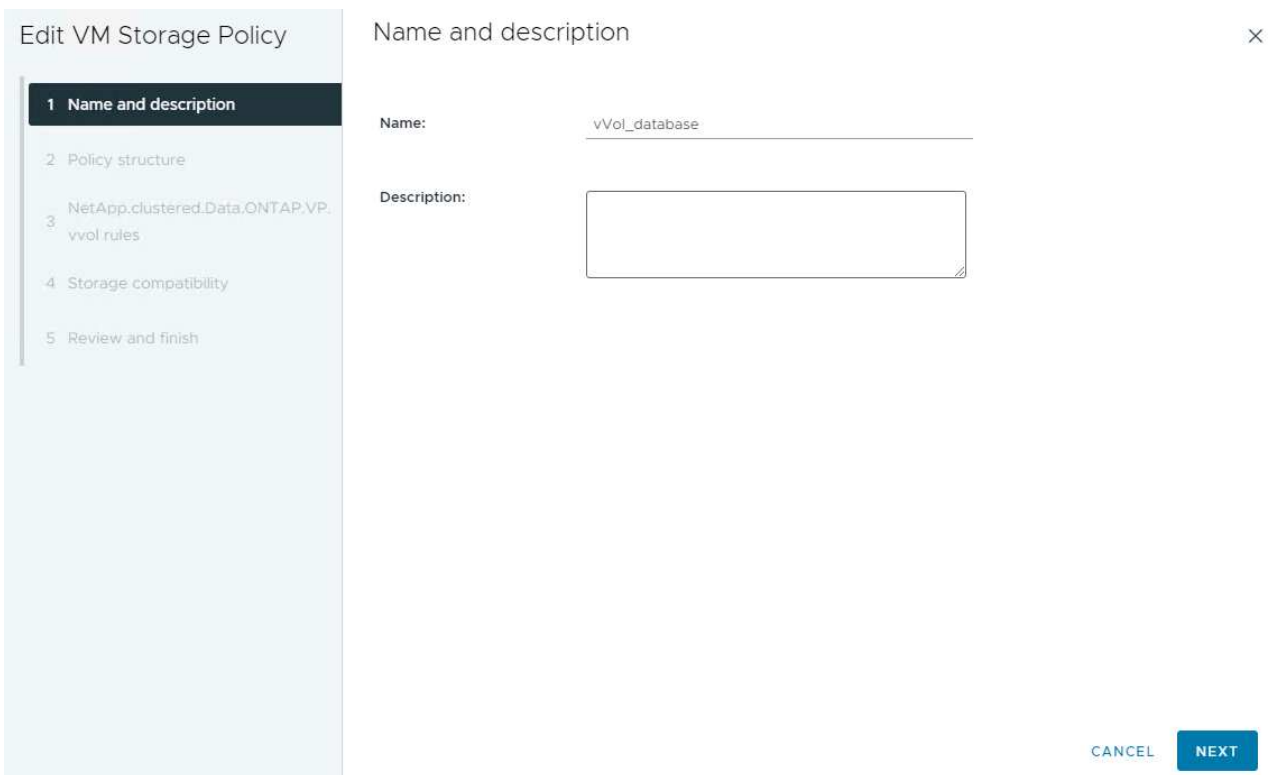 Edit VM Storage Policy
1 Name and description
2 Policy structure
3 NetApp.clustered.Data.ONTAP.VP.
vvol rules
4 Storage compatibility
5 Review and finish
Name and description
Name: vVol_database
Description:
CANCEL NEXT